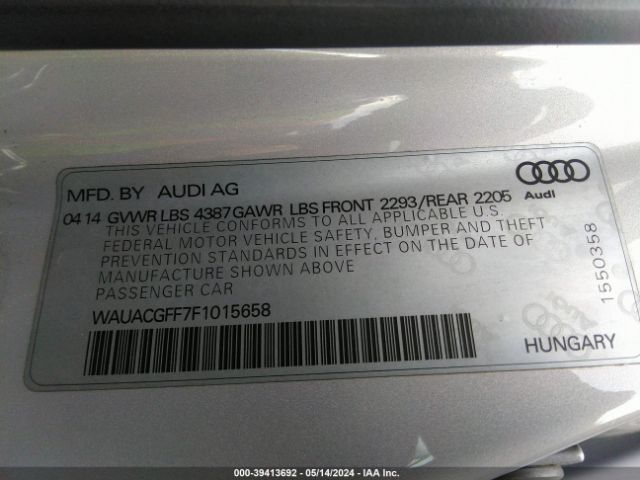 MFD. BY AUDI AG
Audi
04 14 GVWR LBS 4387 GAWR LBS FRONT 2293/REAR 2205
THIS VEHICLE CONFORMS TO ALL APPLICABLE U.S.
FEDERAL MOTOR VEHICLE SAFETY, BUMPER AND THEFT
PREVENTION STANDARDS IN EFFECT ON THE DATE OF
MANUFACTURE SHOWN ABOVE
PASSENGER CAR
1550358
WAUACGFF7F1015658
HUNGARY
000-39413692 - 05/14/2024 - IAA Inc.